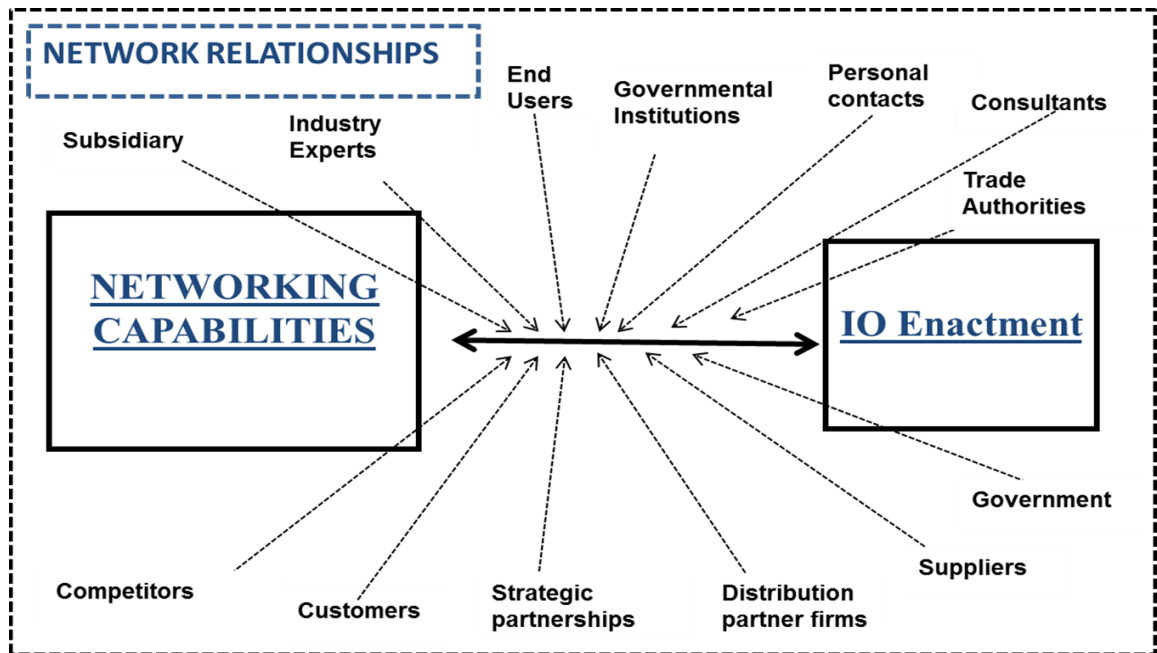 NETWORK RELATIONSHIPS
End
Users
Governmental
Institutions
Personal
contacts
Consultants
Subsidiary
Industry
Experts
Trade
Authorities
NETWORKING
CAPABILITIES
IO Enactment
Government
Suppliers
Competitors
Customers
Strategic
partnerships
Distribution
partner firms